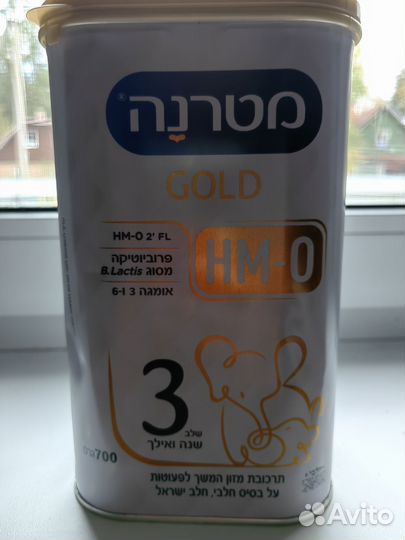 מטרנה
GOLD
HM-O
HM-O 2' FL
פרוביוטיקה
מסוג B.Lactis
אומגה 3 ו-6
3
שלב
שנה ואילך
700 גרם
תרכובת מזון המשך לפעוטות
על בסיס חלבי, חלב ישראל
Avito